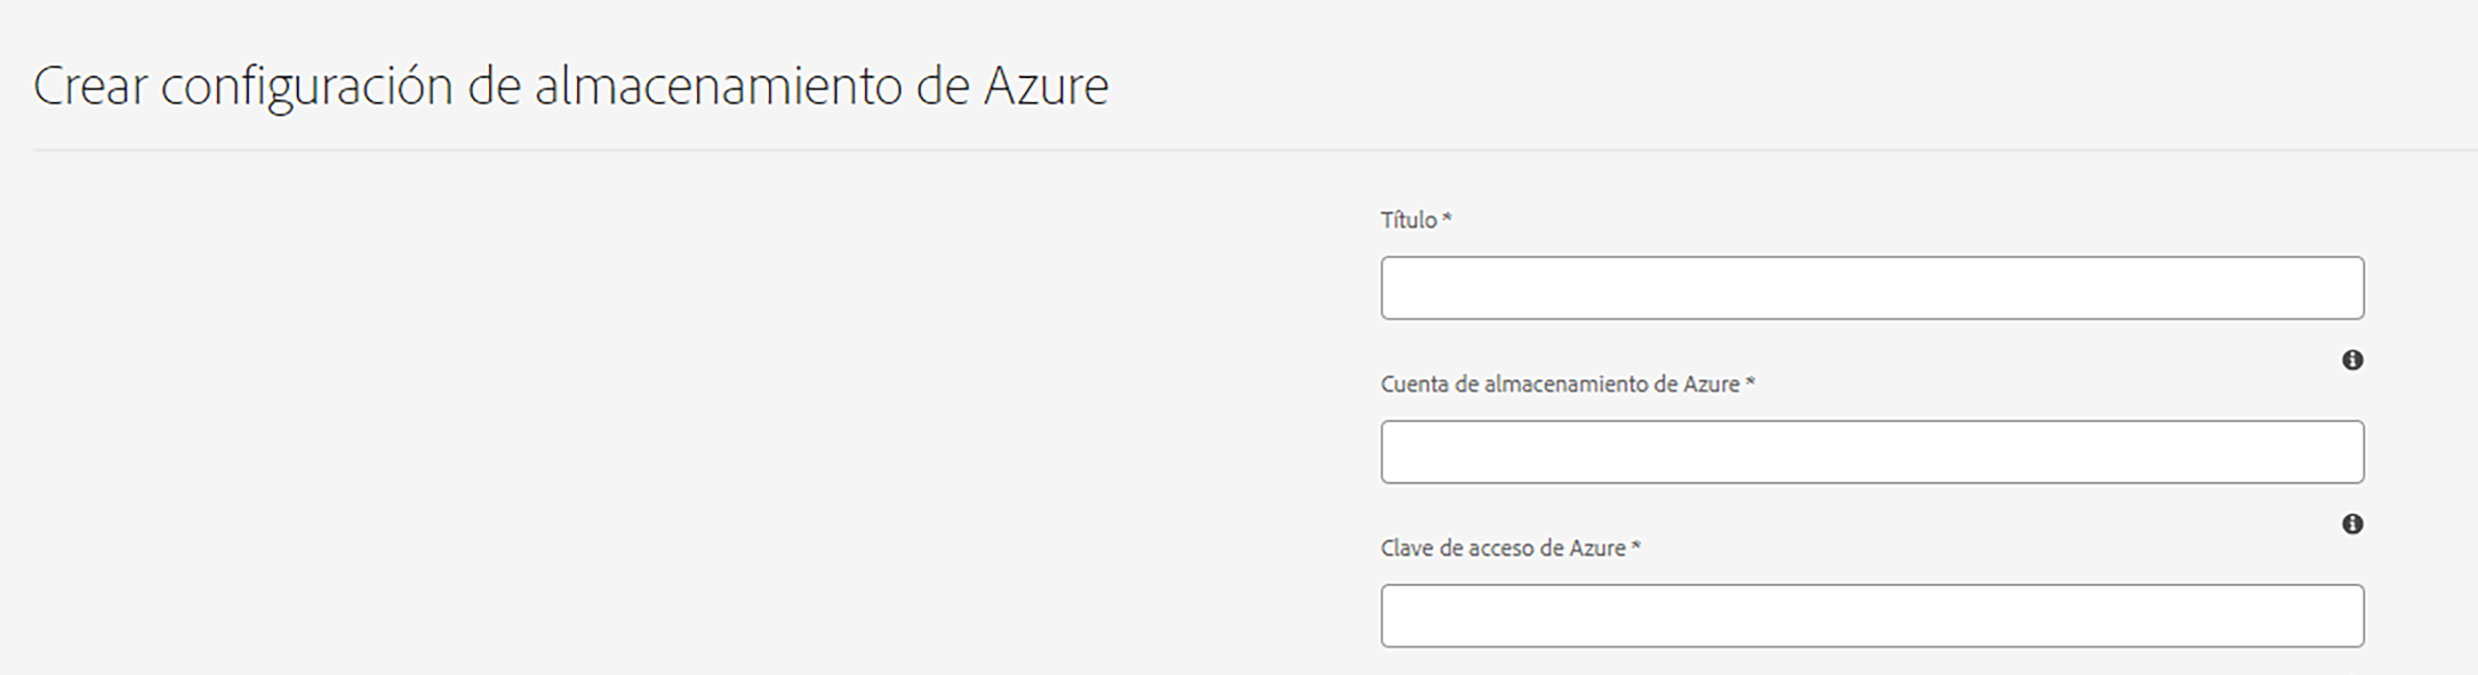 Crear configuración de almacenamiento de Azure
Título *
Cuenta de almacenamiento de Azure *
Clave de acceso de Azure *